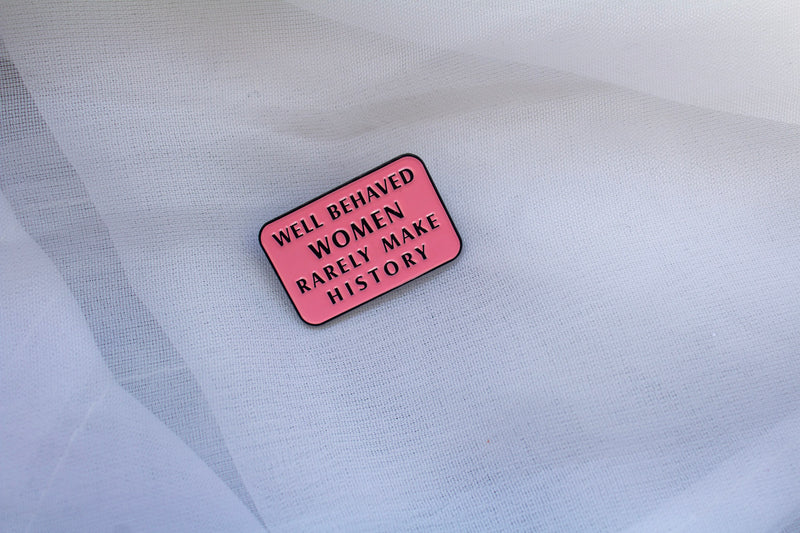 WELL BEHAVED
WOMEN
RARELY MAKE
HISTORY